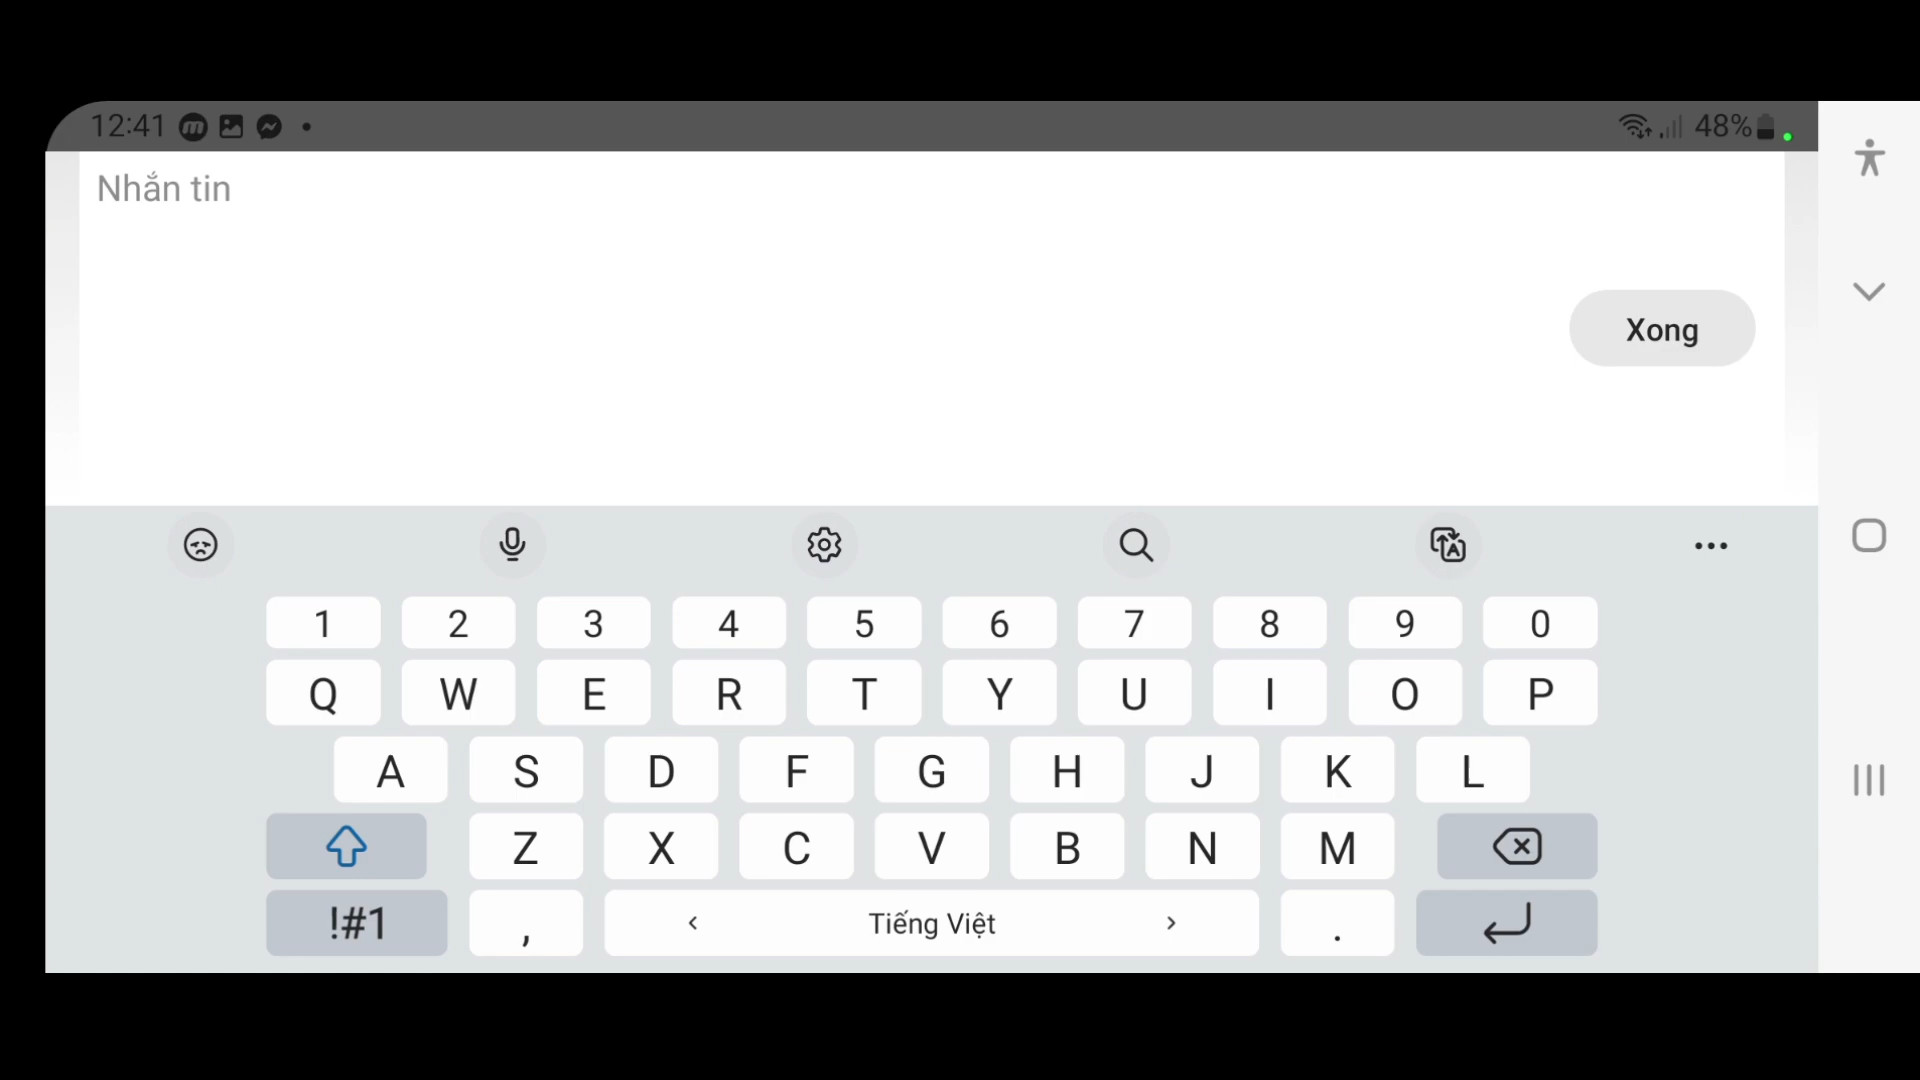 12:41 48%
Nhắn tin
Xong
1 2 3 4 5 6 7 8 9 0
Q W E R T Y U I O P
A S D F G H J K L
Z X C V B N M
!#1 , < Tiếng Việt > .